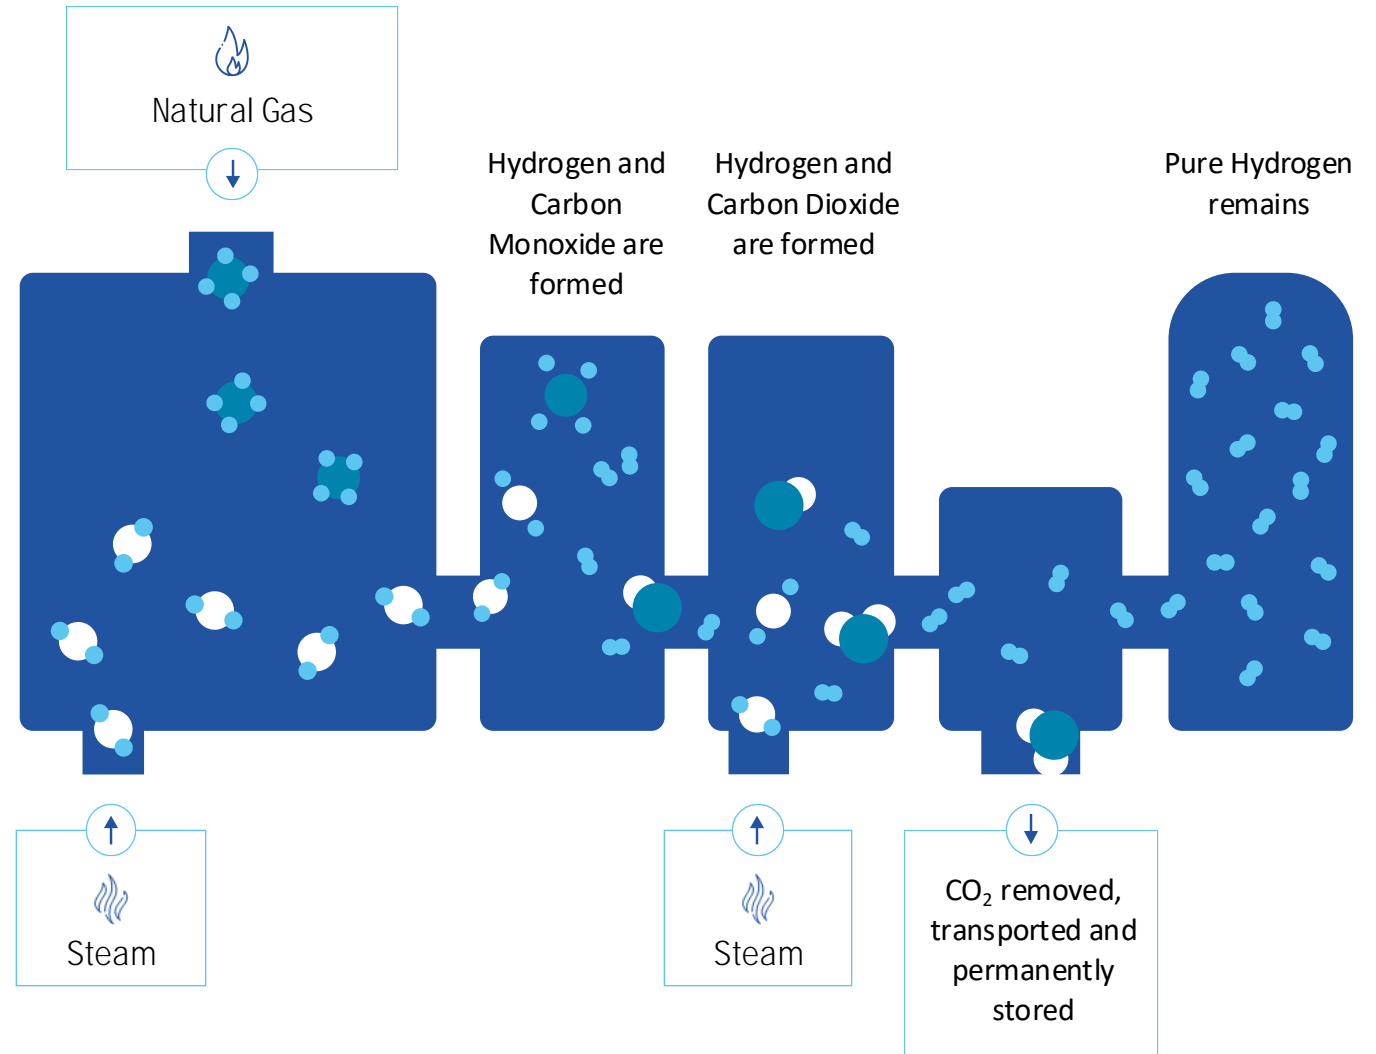 Natural Gas
Hydrogen and
Carbon
Monoxide are
formed
Hydrogen and
Carbon Dioxide
are formed
Pure Hydrogen
remains
Steam
Steam
CO₂ removed,
transported and
permanently
stored